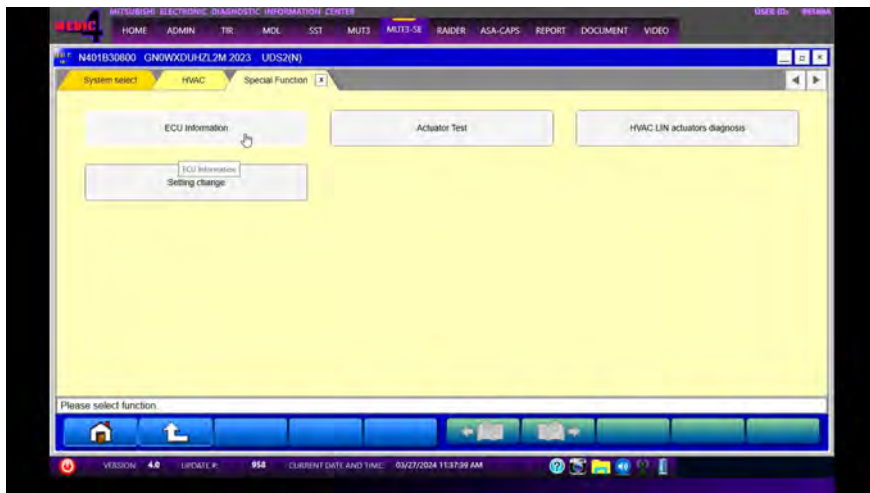 MITSUBISHI ELECTRONIC DIAGNOSTIC INFORMATION CENTER
USER ID:
MEDIC 4 HOME ADMIN TIR MDL SST MUT3 MUT3-SE RAIDER ASA-CAPS REPORT DOCUMENT VIDEO
N401B30800 GN0WXDUHZL2M 2023 UDS2(N)
System select HVAC Special Function X
ECU Information Actuator Test HVAC LIN actuators diagnosis
ECU Information
Setting change
Please select function.
VERSION 4.0 UPDATE #: 958 CURRENT DATE AND TIME: 03/27/2024 11:37:39 AM